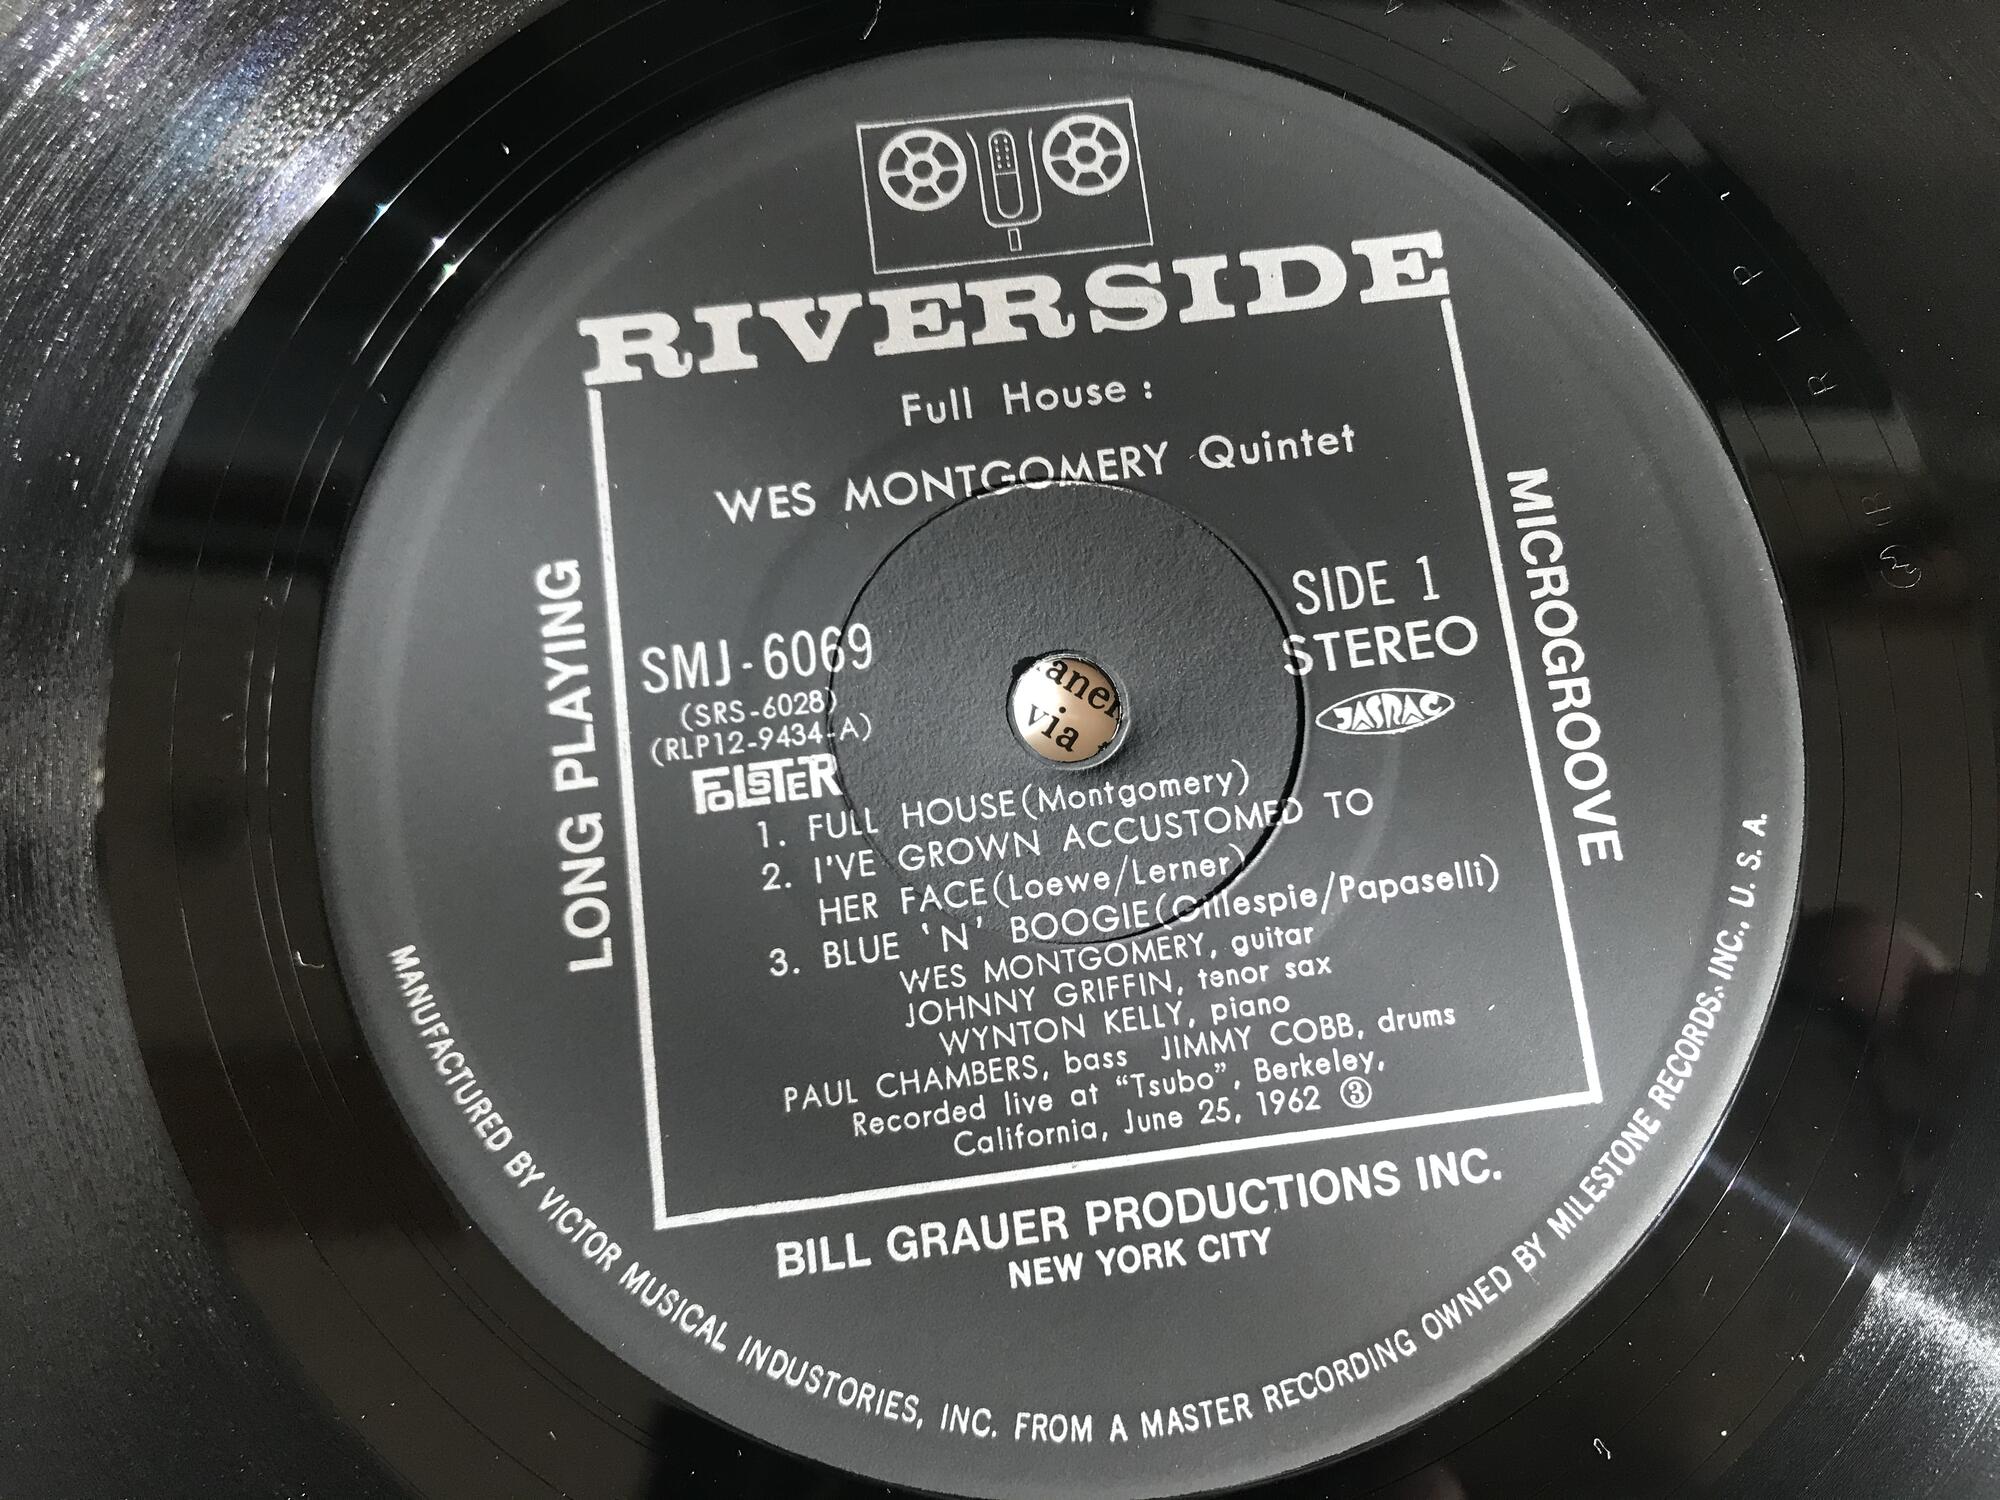 RIVERSIDE
Full House:
WES MONTGOMERY Quintet
SIDE 1
STEREO
JASRAC
SMJ-6069
(SRS-6028)
(RLP12-9434-A)
FOLSTER
1. FULL HOUSE(Montgomery)
2. I'VE GROWN ACCUSTOMED TO
HER FACE(Loewe/Lerner)
3. BLUE 'N' BOOGIE(Gillespie/Papaselli)
WES MONTGOMERY, guitar
JOHNNY GRIFFIN, tenor sax
WYNTON KELLY, piano
PAUL CHAMBERS, bass JIMMY COBB, drums
Recorded live at "Tsubo", Berkeley,
California, June 25, 1962 ③
LONG PLAYING
MICROGROOVE
BILL GRAUER PRODUCTIONS INC.
NEW YORK CITY
MANUFACTURED BY VICTOR MUSICAL INDUSTORIES, INC. FROM A MASTER RECORDING OWNED BY MILESTONE RECORDS, INC., U. S. A.
via